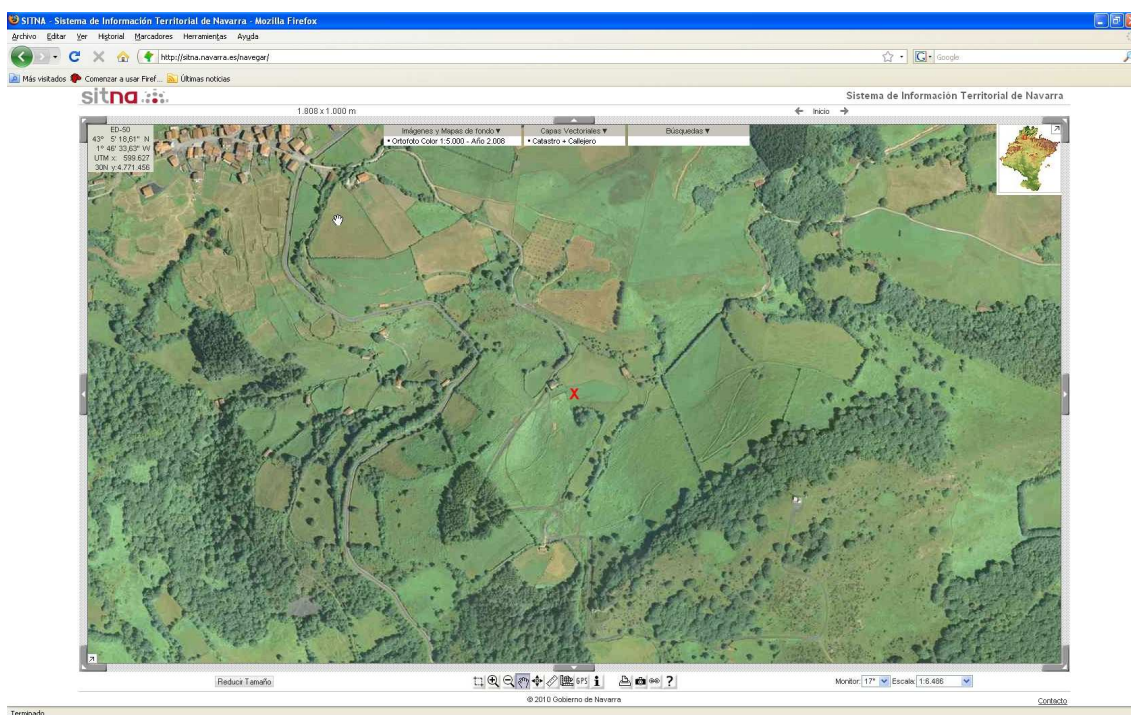 SITNA - Sistema de Información Territorial de Navarra - Mozilla Firefox
Archivo Editar Ver Historial Marcadores Herramientas Ayuda
http://sitna.navarra.es/navegar/
Google
Más visitados Comenzar a usar Firef... Últimas noticias
sitna
Sistema de Información Territorial de Navarra
1.808 x 1.000 m
Inicio
ED-50
43° 5' 18,61" N
1° 46' 33,63" W
UTM x: 599.627
30N y:4.771.456
Imágenes y Mapas de fondo ▼ Capas Vectoriales ▼ Búsquedas ▼
• Ortofoto Color 1:5.000 - Año 2.008 • Catastro + Callejero
X
Reducir Tamaño
GPS i ?
Monitor: 17" Escala: 1:6.486
© 2010 Gobierno de Navarra
Contacto
Terminado